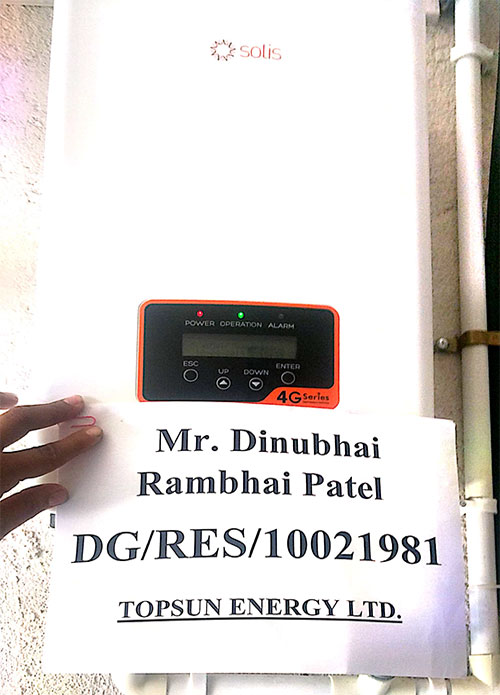 solis
POWER OPERATION ALARM
ESC UP DOWN ENTER
4G Series
Mr. Dinubhai
Rambhai Patel
DG/RES/10021981
TOPSUN ENERGY LTD.